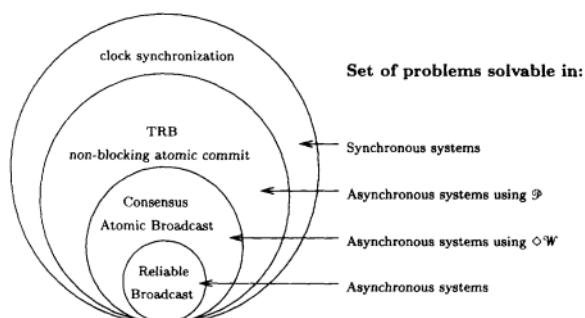 clock synchronization
Set of problems solvable in:
TRB
non-blocking atomic commit
Synchronous systems
Asynchronous systems using 𝒫
Consensus
Atomic Broadcast
Asynchronous systems using ◇𝒲
Reliable
Broadcast
Asynchronous systems